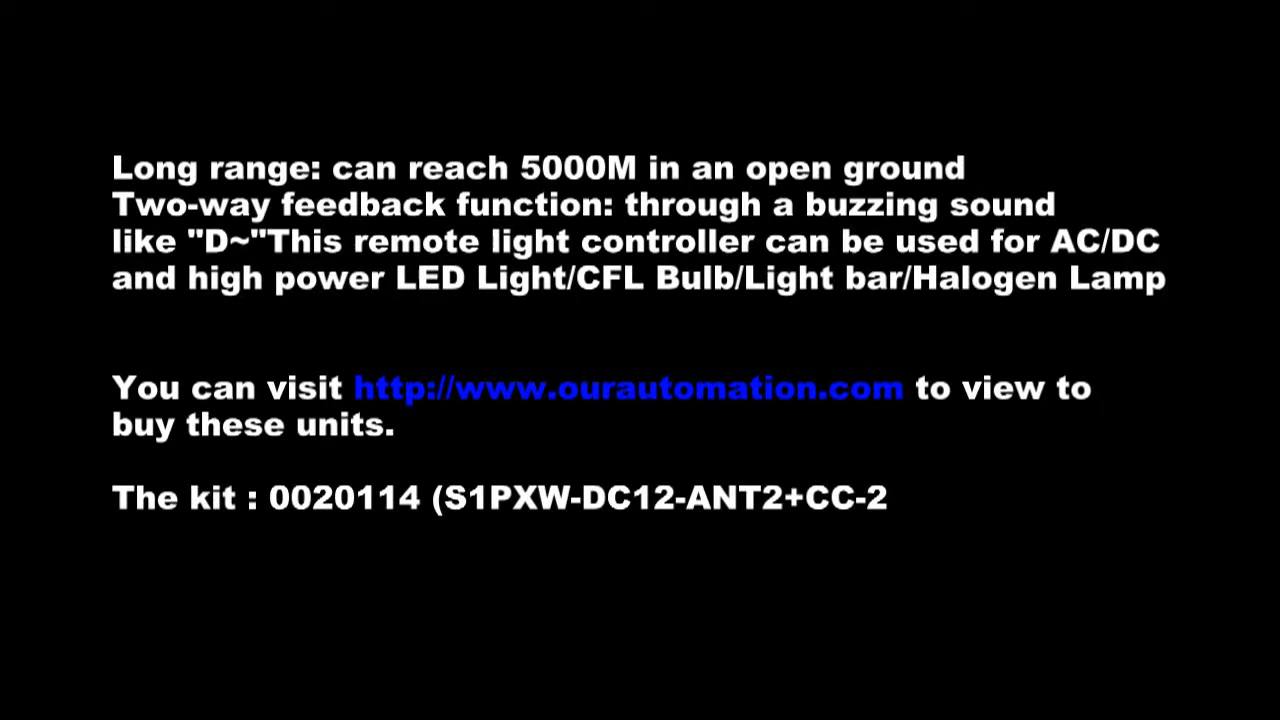 Long range: can reach 5000M in an open ground
Two-way feedback function: through a buzzing sound
like "D~"This remote light controller can be used for AC/DC
and high power LED Light/CFL Bulb/Light bar/Halogen Lamp
You can visit http://www.ourautomation.com to view to
buy these units.
The kit : 0020114 (S1PXW-DC12-ANT2+CC-2